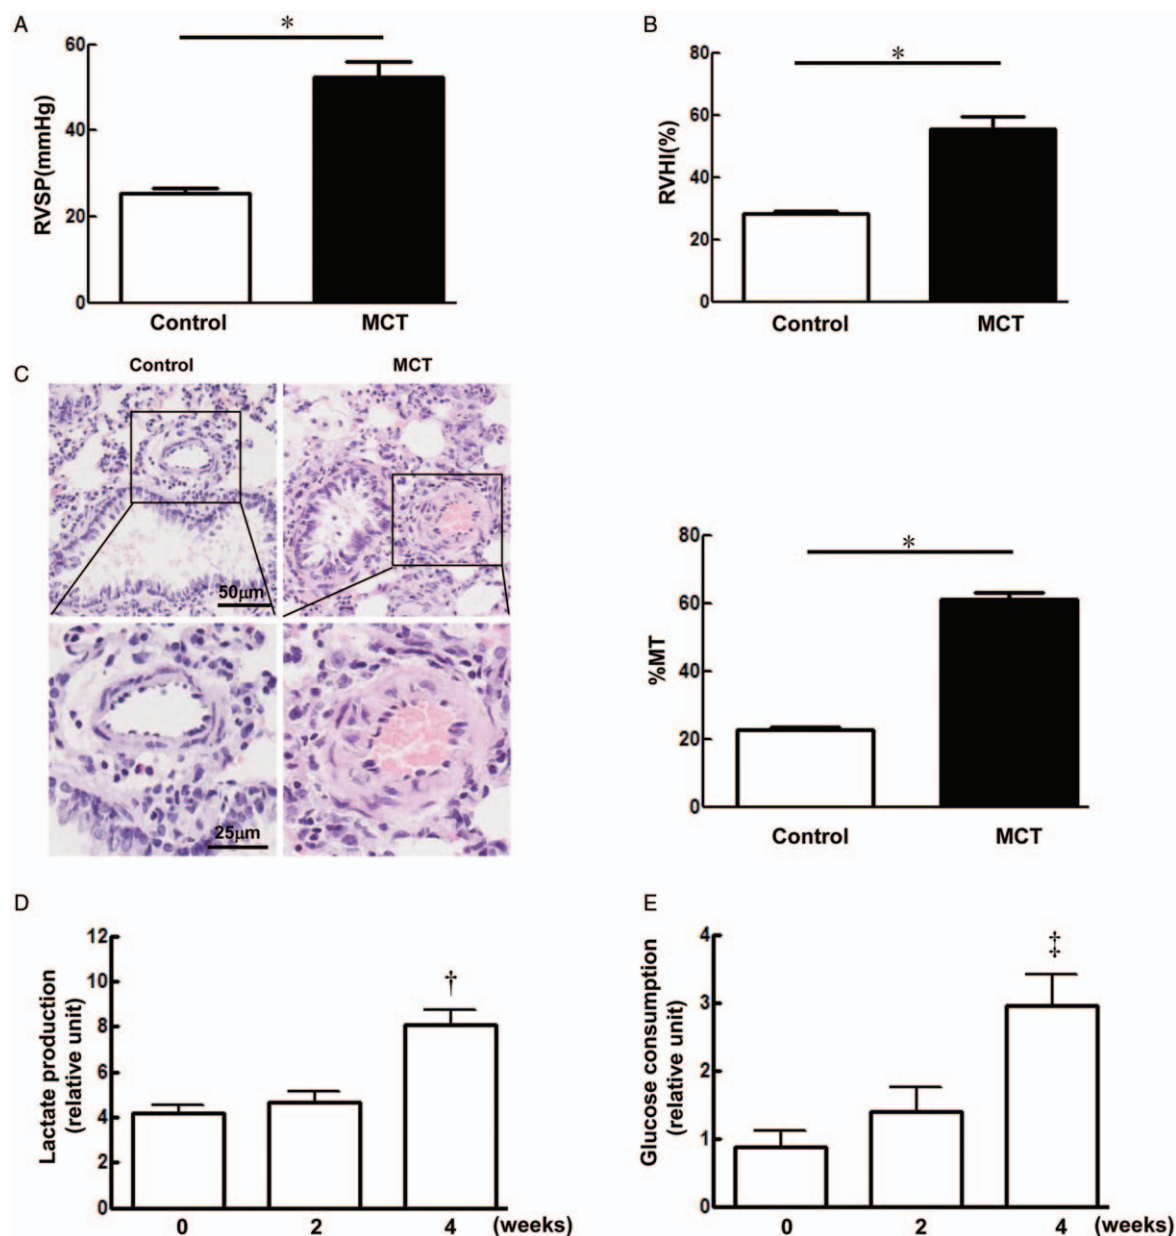 A
*
RVSP(mmHg)
60
40
20
0
Control MCT
B
*
RVHI(%)
80
60
40
20
0
Control MCT
C
Control MCT
50μm
25μm
*
%MT
80
60
40
20
0
Control MCT
D
Lactate production
(relative unit)
12
10
8
6
4
2
0
†
0 2 4 (weeks)
E
Glucose consumption
(relative unit)
4
3
2
1
0
‡
0 2 4 (weeks)